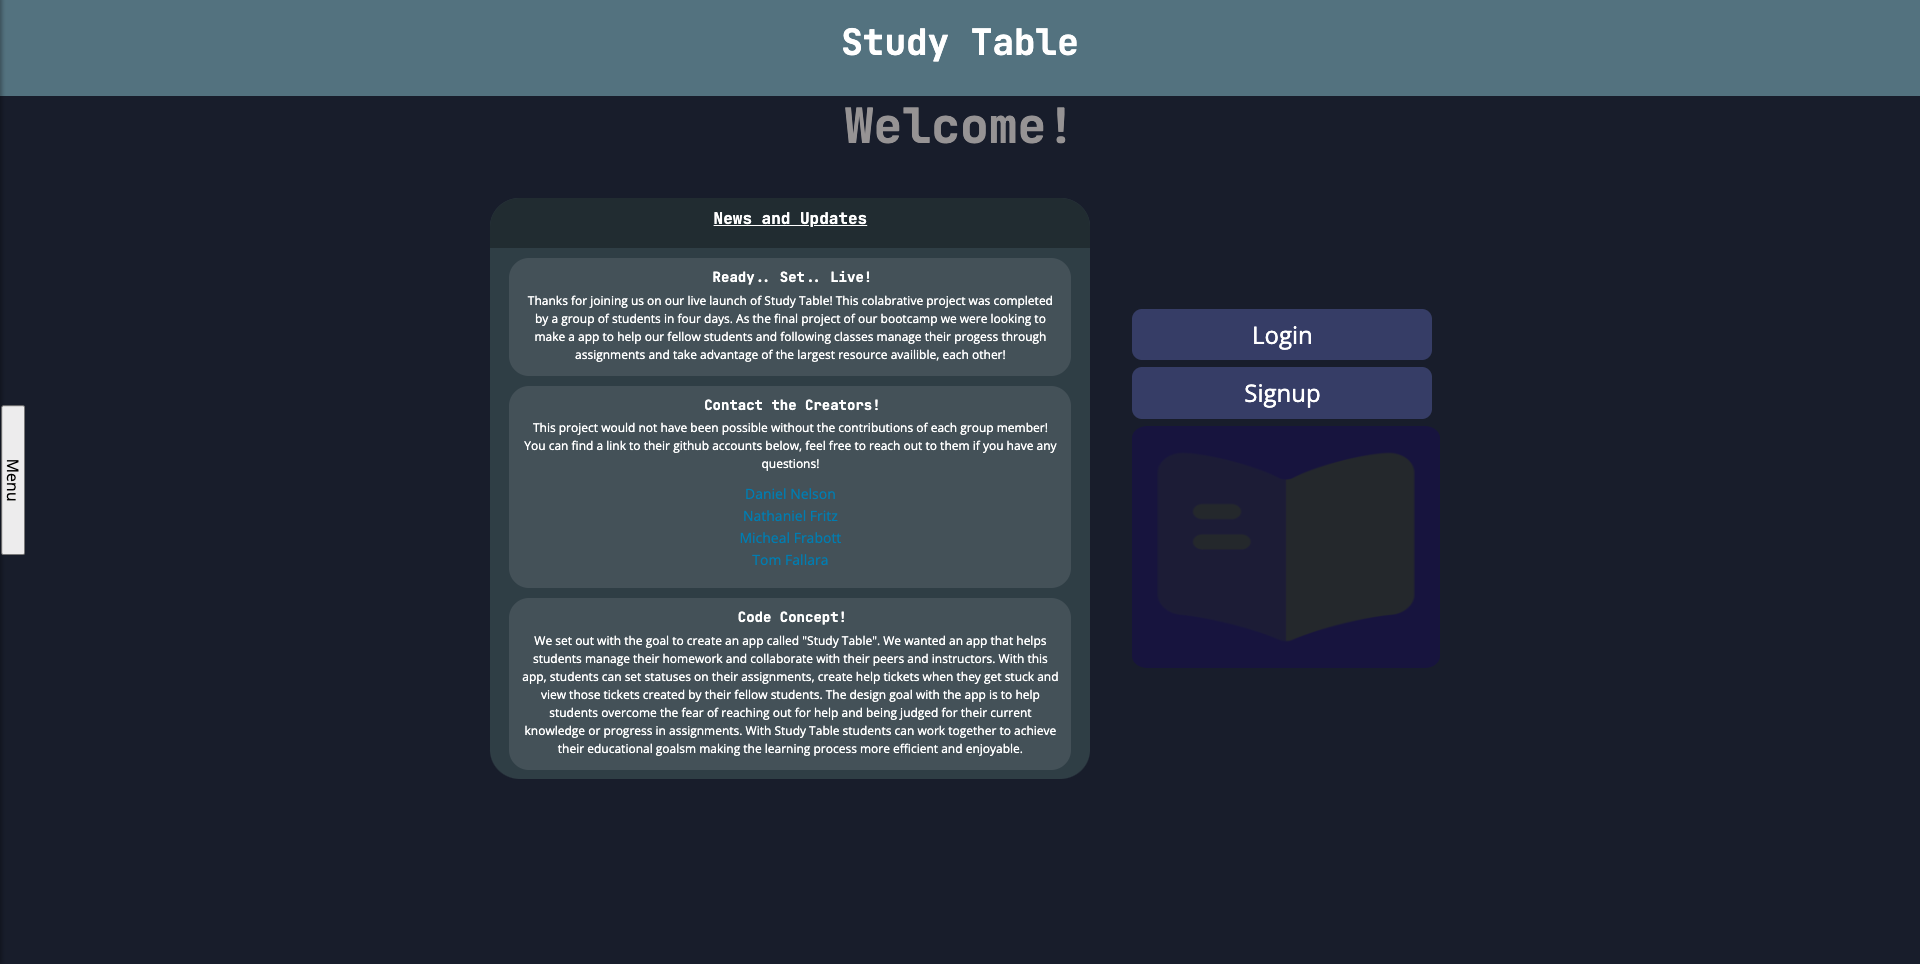 Study Table
Welcome!
News and Updates
Ready.. Set.. Live!
Thanks for joining us on our live launch of Study Table! This colabrative project was completed
by a group of students in four days. As the final project of our bootcamp we were looking to
make a app to help our fellow students and following classes manage their progess through
assignments and take advantage of the largest resource availible, each other!
Contact the Creators!
This project would not have been possible without the contributions of each group member!
You can find a link to their github accounts below, feel free to reach out to them if you have any
questions!
Daniel Nelson
Nathaniel Fritz
Micheal Frabott
Tom Fallara
Code Concept!
We set out with the goal to create an app called "Study Table". We wanted an app that helps
students manage their homework and collaborate with their peers and instructors. With this
app, students can set statuses on their assignments, create help tickets when they get stuck and
view those tickets created by their fellow students. The design goal with the app is to help
students overcome the fear of reaching out for help and being judged for their current
knowledge or progress in assignments. With Study Table students can work together to achieve
their educational goalsm making the learning process more efficient and enjoyable.
Login
Signup
Menu